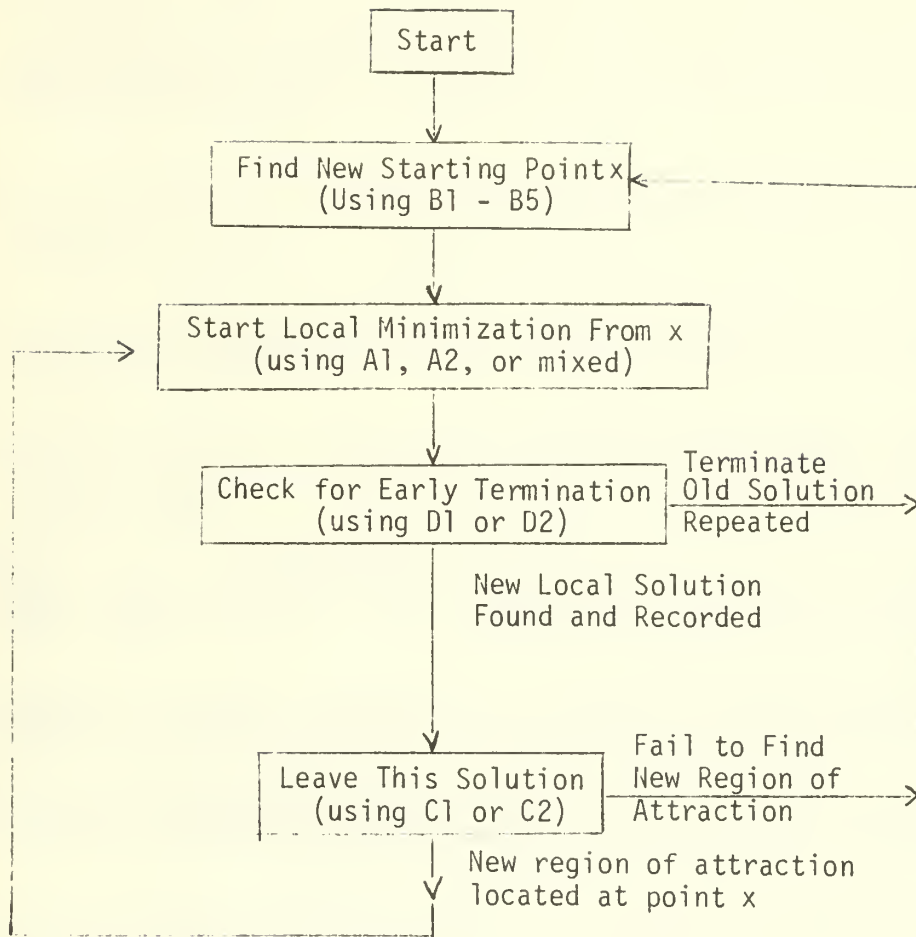 Start
Find New Starting Point x
(Using B1 - B5)
Start Local Minimization From x
(using A1, A2, or mixed)
Check for Early Termination
(using D1 or D2)
Terminate
Old Solution
Repeated
New Local Solution
Found and Recorded
Leave This Solution
(using C1 or C2)
Fail to Find
New Region of
Attraction
New region of attraction
located at point x